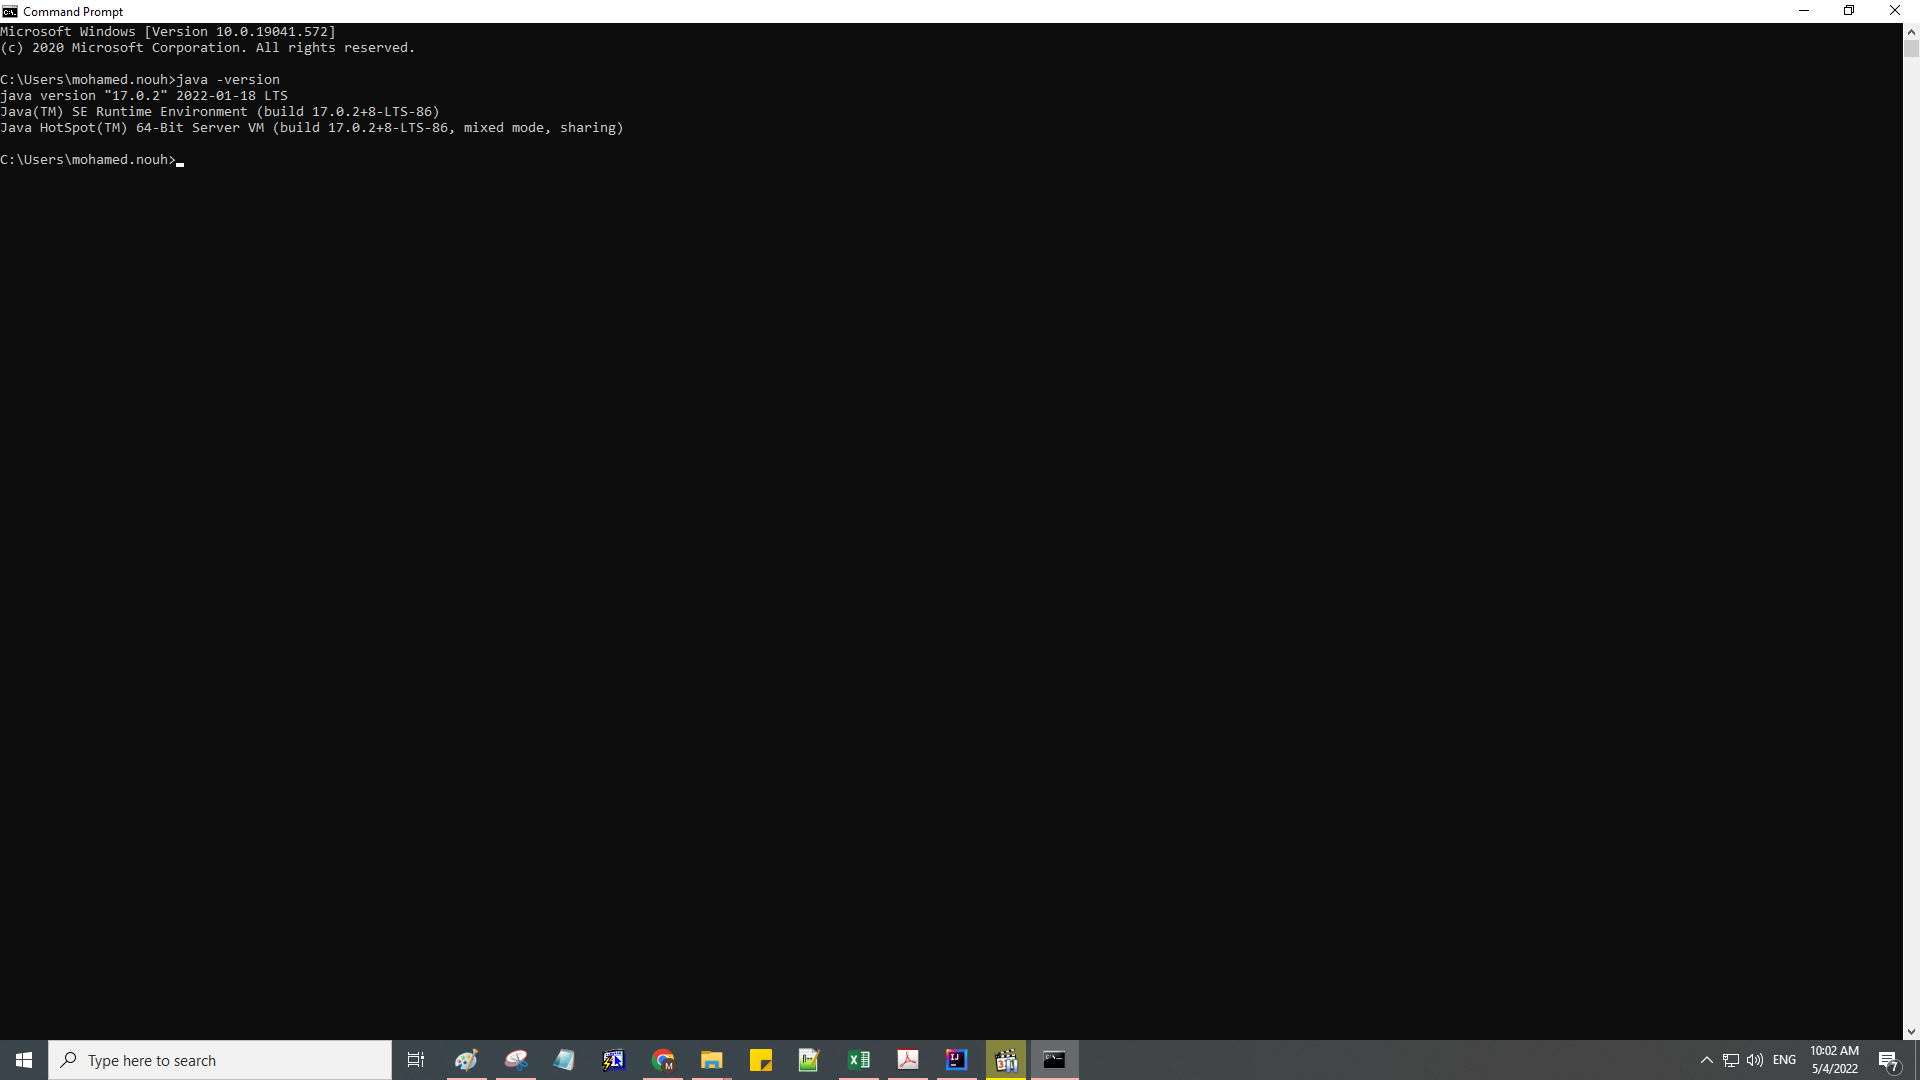 Command Prompt
Microsoft Windows [Version 10.0.19041.572]
(c) 2020 Microsoft Corporation. All rights reserved.
C:\Users\mohamed.nouh>java -version
java version "17.0.2" 2022-01-18 LTS
Java(TM) SE Runtime Environment (build 17.0.2+8-LTS-86)
Java HotSpot(TM) 64-Bit Server VM (build 17.0.2+8-LTS-86, mixed mode, sharing)
C:\Users\mohamed.nouh>
Type here to search
ENG
10:02 AM
5/4/2022
7